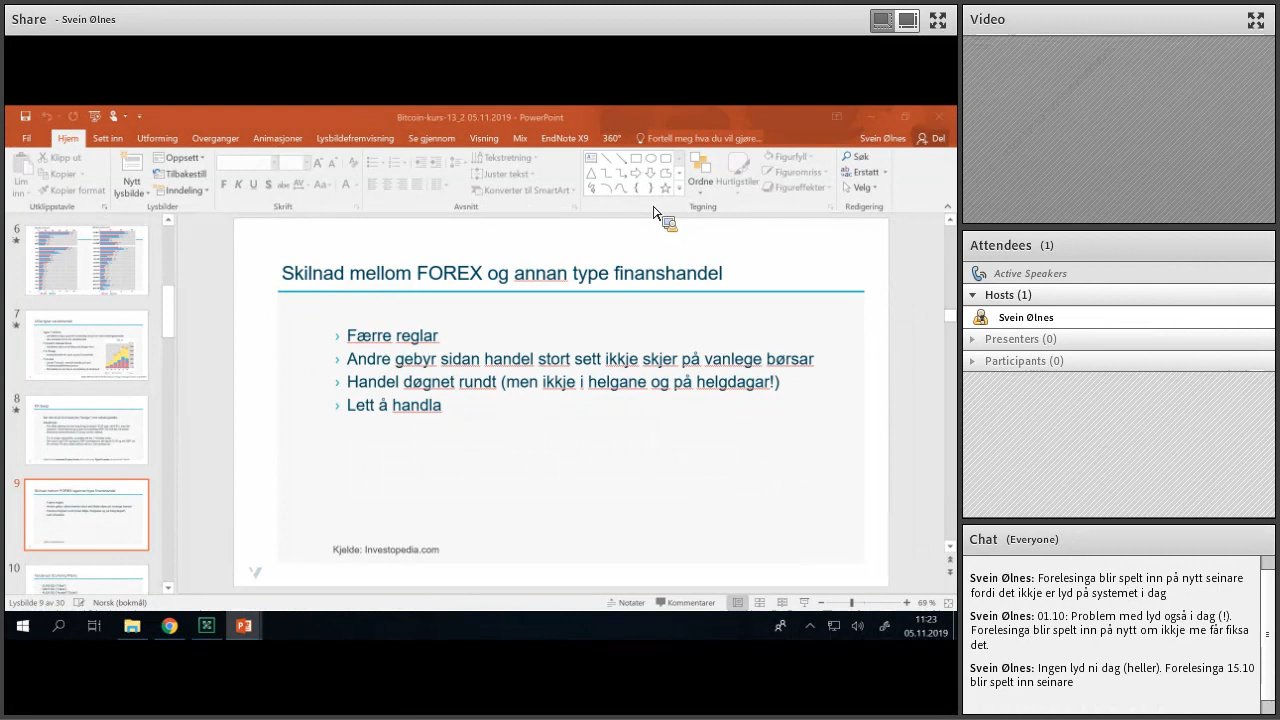 Share - Svein Ølnes
Video
Bitcoin-kurs-13_2 05.11.2019 - PowerPoint
Fil Hjem Sett inn Utforming Overganger Animasjoner Lysbildefremvisning Se gjennom Visning Mix EndNote X9 360° Fortell meg hva du vil gjøre... Svein Ølnes Del
Lim inn
Klipp ut
Kopier
Kopier format
Utklippstavle
Nytt lysbilde
Oppsett
Tilbakestill
Inndeling
Lysbilder
F K U S abc AV Aa A
Skrift
Tekstretning
Juster tekst
Konverter til SmartArt
Avsnitt
Ordne
Hurtigstiler
Figurfyll
Figuromriss
Figureffekter
Tegning
Søk
Erstatt
Velg
Redigering
6
7
8
9
10
Skilnad mellom FOREX og annan type finanshandel
› Færre reglar
› Andre gebyr sidan handel stort sett ikkje skjer på vanlege børsar
› Handel døgnet rundt (men ikkje i helgane og på helgdagar!)
› Lett å handla
Kjelde: Investopedia.com
Lysbilde 9 av 30 Norsk (bokmål) Notater Kommentarer 69 %
11:23
05.11.2019
Attendees (1)
Active Speakers
Hosts (1)
Svein Ølnes
Presenters (0)
Participants (0)
Chat (Everyone)
Svein Ølnes: Forelesinga blir spelt inn på nytt seinare
fordi det ikkje er lyd på systemet i dag
Svein Ølnes: 01.10: Problem med lyd også i dag (!).
Forelesinga blir spelt inn på nytt om ikkje me får fiksa
det.
Svein Ølnes: Ingen lyd ni dag (heller). Forelesinga 15.10
blir spelt inn seinare